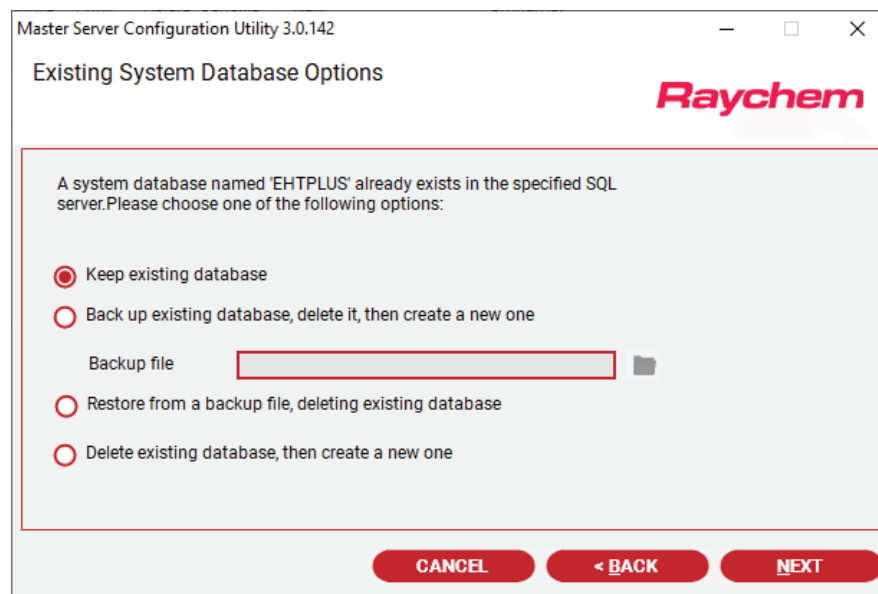 Master Server Configuration Utility 3.0.142
Existing System Database Options
Raychem
A system database named 'EHTPLUS' already exists in the specified SQL
server.Please choose one of the following options:
Keep existing database
Back up existing database, delete it, then create a new one
Backup file
Restore from a backup file, deleting existing database
Delete existing database, then create a new one
CANCEL
< BACK
NEXT